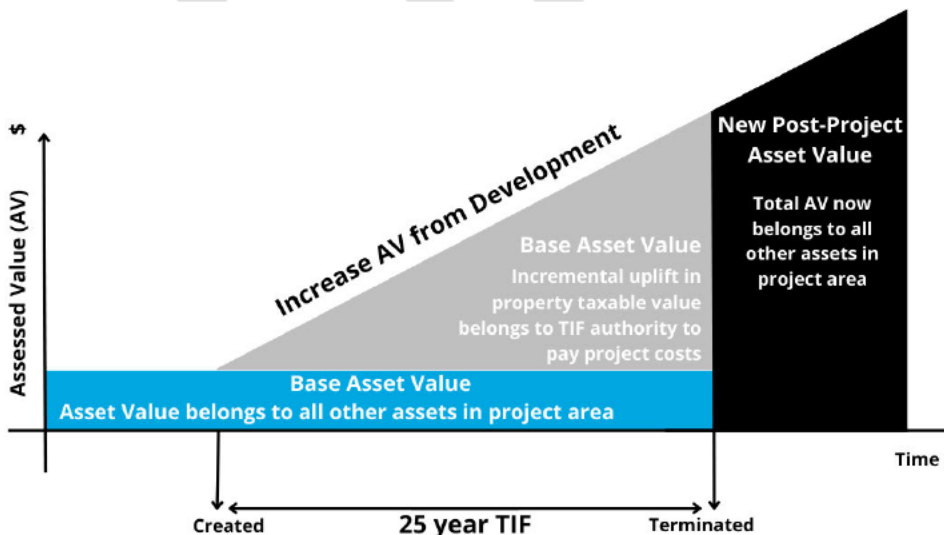 $
Assessed Value (AV)
Increase AV from Development
Base Asset Value
Incremental uplift in
property taxable value
belongs to TIF authority to
pay project costs
New Post-Project
Asset Value
Total AV now
belongs to all
other assets in
project area
Base Asset Value
Asset Value belongs to all other assets in project area
Time
Created
25 year TIF
Terminated